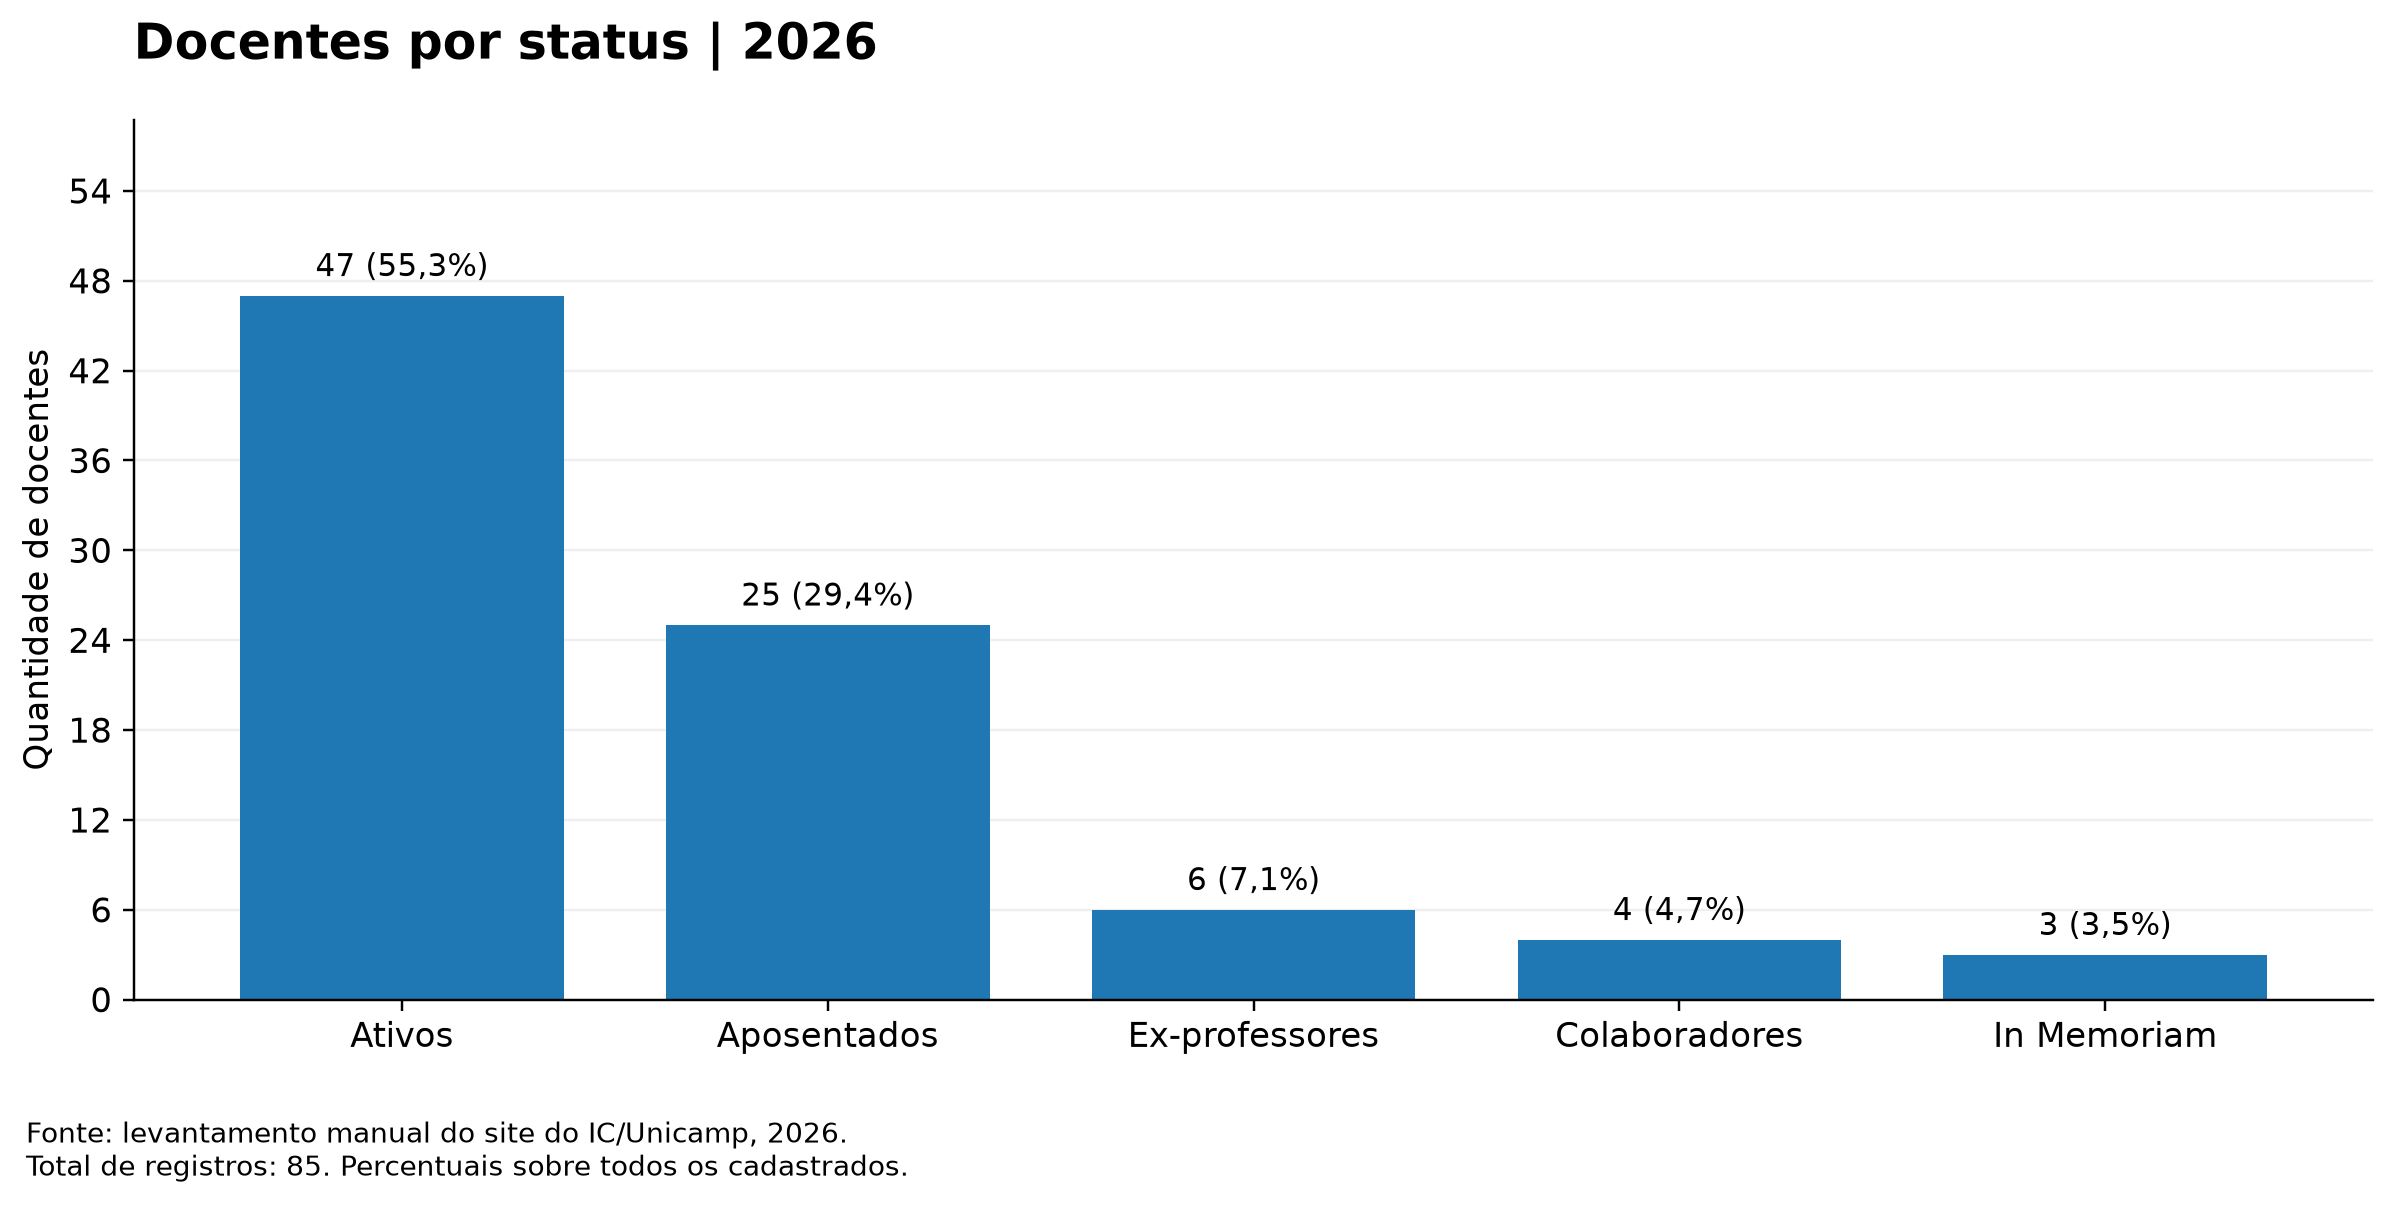 Docentes por status | 2026
Quantidade de docentes
54
48
42
36
30
24
18
12
6
0
47 (55,3%)
25 (29,4%)
6 (7,1%)
4 (4,7%)
3 (3,5%)
Ativos
Aposentados
Ex-professores
Colaboradores
In Memoriam
Fonte: levantamento manual do site do IC/Unicamp, 2026.
Total de registros: 85. Percentuais sobre todos os cadastrados.